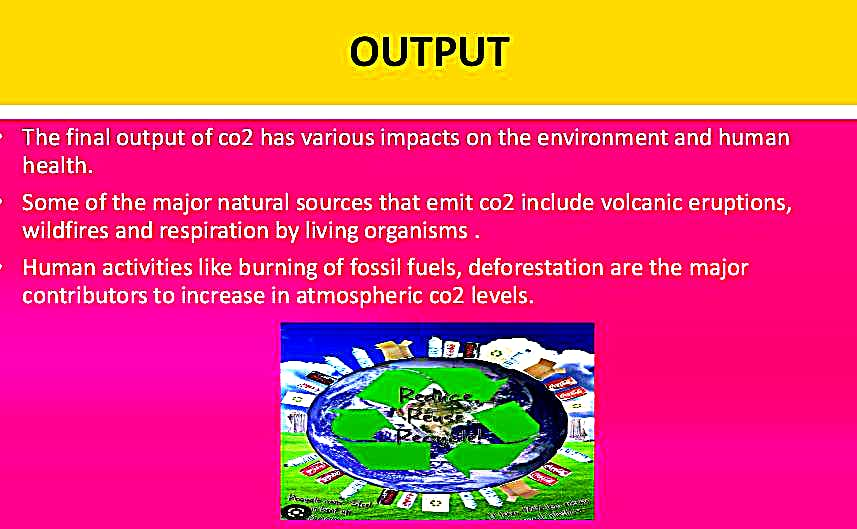 OUTPUT
• The final output of co2 has various impacts on the environment and human
health.
• Some of the major natural sources that emit co2 include volcanic eruptions,
wildfires and respiration by living organisms .
• Human activities like burning of fossil fuels, deforestation are the major
contributors to increase in atmospheric co2 levels.
Reduce,
Reuse
Recycle!